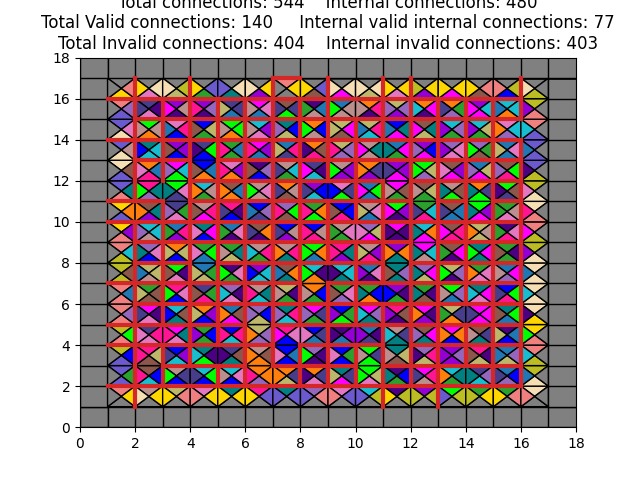 Total connections: 544    Internal connections: 480
Total Valid connections: 140    Internal valid internal connections: 77
Total Invalid connections: 404    Internal invalid connections: 403
18
16
14
12
10
8
6
4
2
0
0 2 4 6 8 10 12 14 16 18